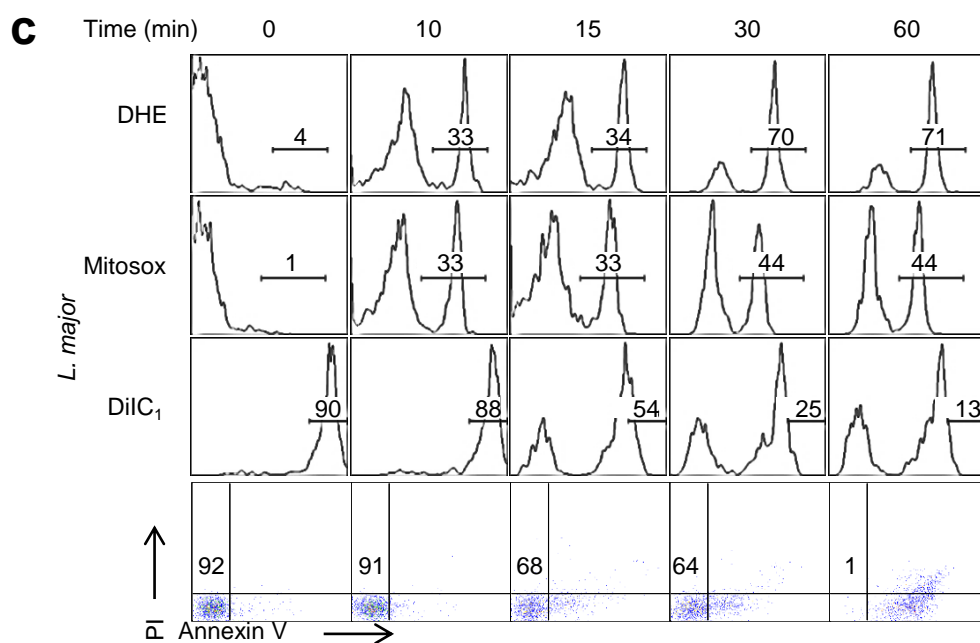 c Time (min) 0 10 15 30 60
DHE 4 33 34 70 71
Mitosox 1 33 33 44 44
L. major
DiIC1 90 88 54 25 13
92 91 68 64 1
PI Annexin V